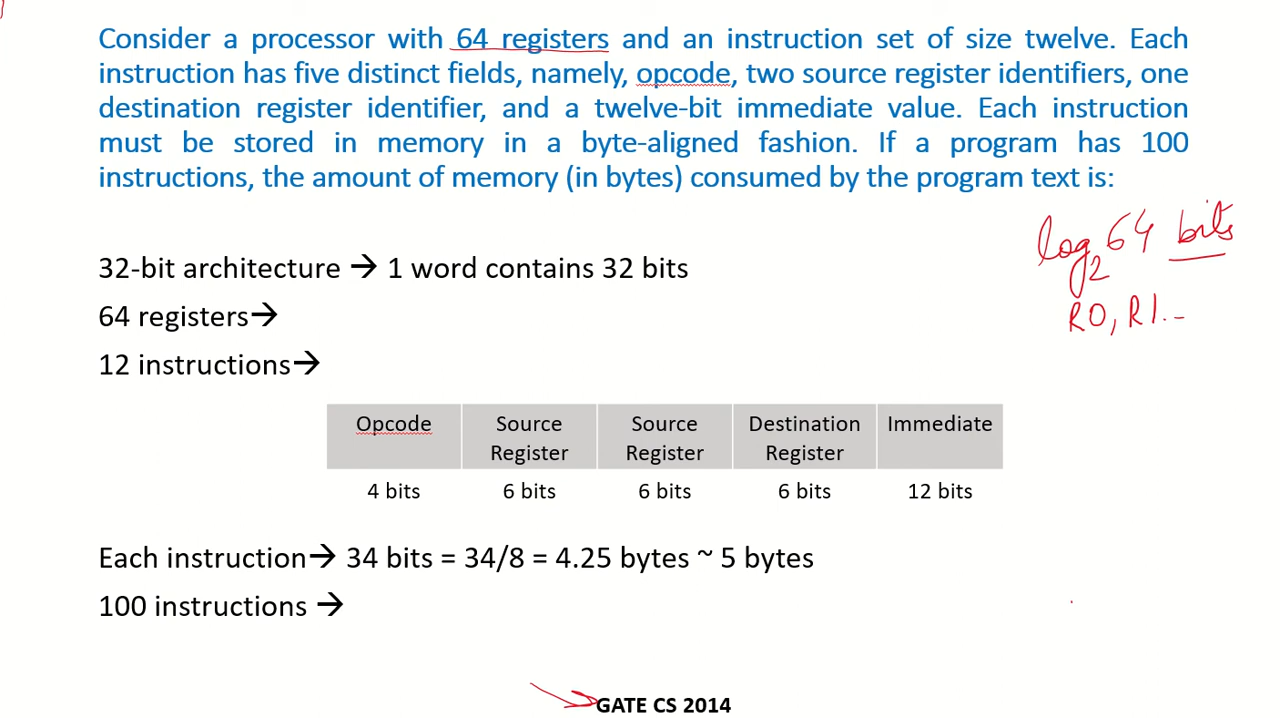 Consider a processor with 64 registers and an instruction set of size twelve. Each
instruction has five distinct fields, namely, opcode, two source register identifiers, one
destination register identifier, and a twelve-bit immediate value. Each instruction
must be stored in memory in a byte-aligned fashion. If a program has 100
instructions, the amount of memory (in bytes) consumed by the program text is:
log₂64 bits
R0, R1.-
32-bit architecture → 1 word contains 32 bits
64 registers→
12 instructions→
Opcode Source Source Destination Immediate
Register Register Register
4 bits 6 bits 6 bits 6 bits 12 bits
Each instruction→ 34 bits = 34/8 = 4.25 bytes ~ 5 bytes
100 instructions →
GATE CS 2014